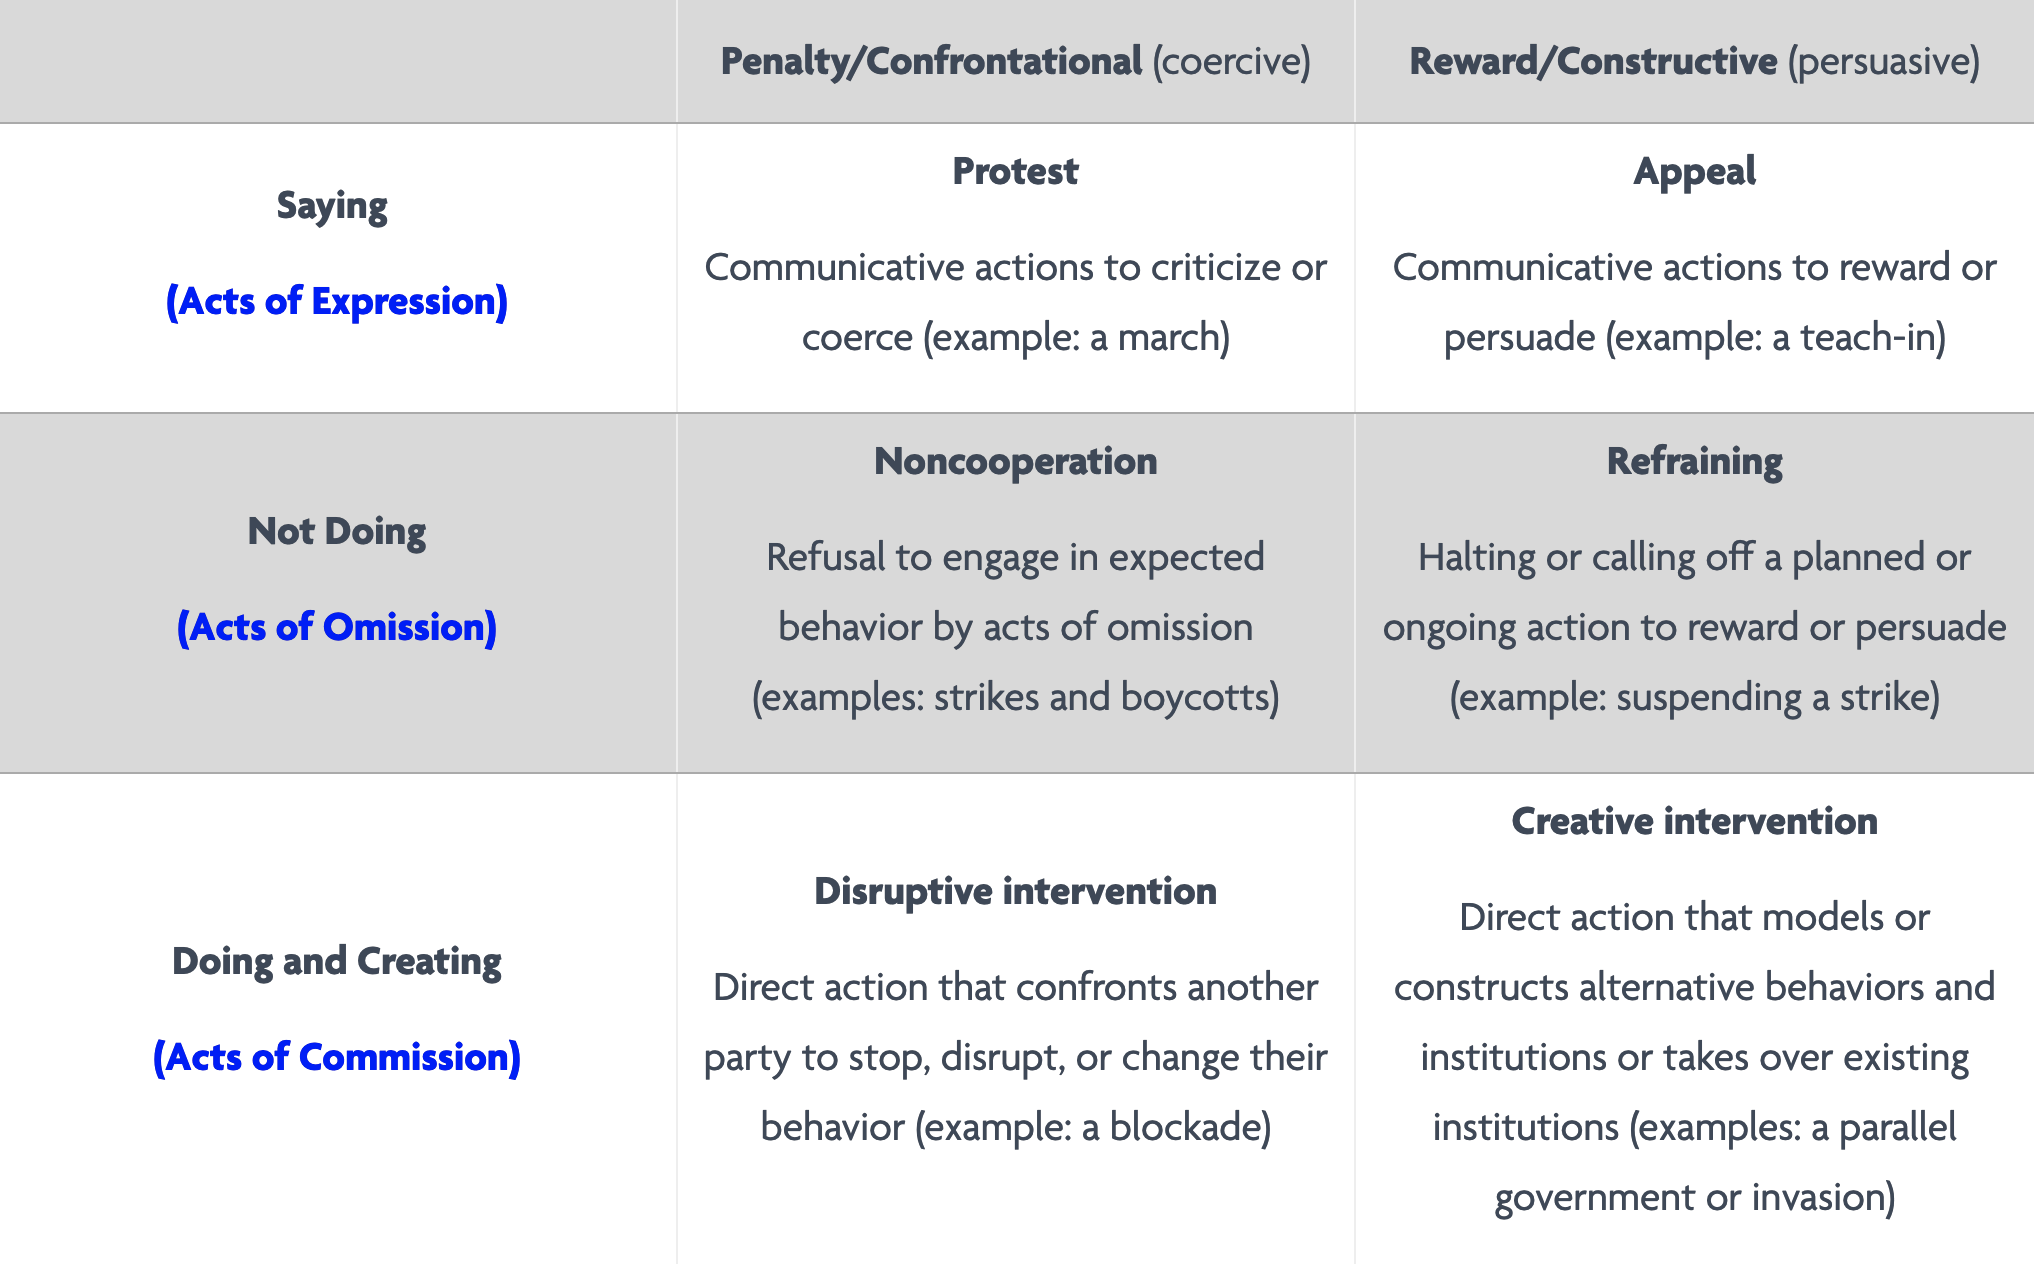 Penalty/Confrontational (coercive)
Reward/Constructive (persuasive)
Saying
(Acts of Expression)
Protest
Communicative actions to criticize or
coerce (example: a march)
Appeal
Communicative actions to reward or
persuade (example: a teach-in)
Not Doing
(Acts of Omission)
Noncooperation
Refusal to engage in expected
behavior by acts of omission
(examples: strikes and boycotts)
Refraining
Halting or calling off a planned or
ongoing action to reward or persuade
(example: suspending a strike)
Doing and Creating
(Acts of Commission)
Disruptive intervention
Direct action that confronts another
party to stop, disrupt, or change their
behavior (example: a blockade)
Creative intervention
Direct action that models or
constructs alternative behaviors and
institutions or takes over existing
institutions (examples: a parallel
government or invasion)